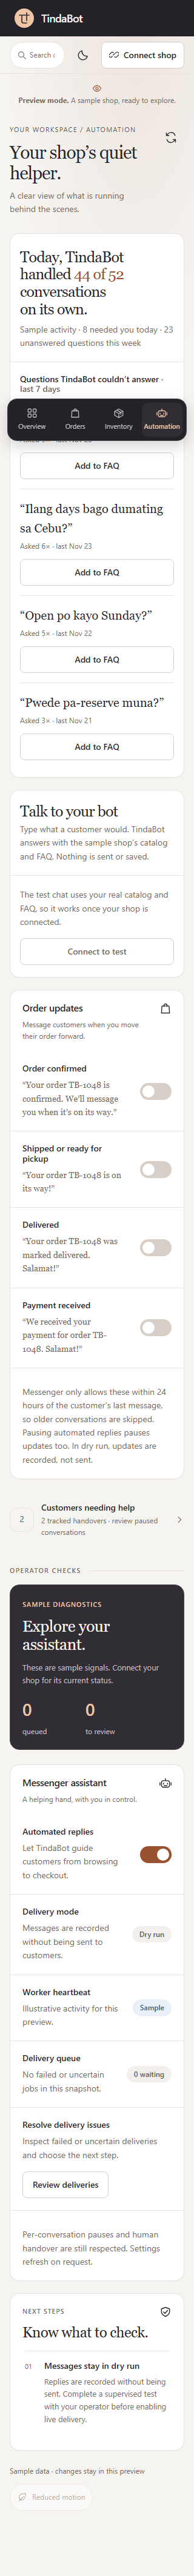 TindaBot
Search
Connect shop
Preview mode. A sample shop, ready to explore.
YOUR WORKSPACE / AUTOMATION
Your shop's quiet
helper.
A clear view of what is running
behind the scenes.
Today, TindaBot
handled 44 of 52
conversations
on its own.
Sample activity · 8 needed you today · 23
unanswered questions this week
Questions TindaBot couldn't answer ·
last 7 days
Overview
Orders
Inventory
Automation
Add to FAQ
“Ilang days bago dumating
sa Cebu?”
Asked 6× · last Nov 23
Add to FAQ
“Open po kayo Sunday?”
Asked 5× · last Nov 22
Add to FAQ
“Pwede pa-reserve muna?”
Asked 3× · last Nov 21
Add to FAQ
Talk to your bot
Type what a customer would. TindaBot
answers with the sample shop's catalog
and FAQ. Nothing is sent or saved.
The test chat uses your real catalog and
FAQ, so it works once your shop is
connected.
Connect to test
Order updates
Message customers when you move
their order forward.
Order confirmed
“Your order TB-1048 is
confirmed. We'll message
you when it's on its way.”
Shipped or ready for
pickup
“Your order TB-1048 is on
its way!”
Delivered
“Your order TB-1048 was
marked delivered.
Salamat!”
Payment received
“We received your
payment for order TB-
1048. Salamat!”
Messenger only allows these within 24
hours of the customer's last message,
so older conversations are skipped.
Pausing automated replies pauses
updates too. In dry run, updates are
recorded, not sent.
2
Customers needing help
2 tracked handovers · review paused
conversations
OPERATOR CHECKS
SAMPLE DIAGNOSTICS
Explore your
assistant.
These are sample signals. Connect your
shop for its current status.
0
queued
0
to review
Messenger assistant
A helping hand, with you in control.
Automated replies
Let TindaBot guide
customers from browsing
to checkout.
Delivery mode
Messages are recorded
without being sent to
customers.
Dry run
Worker heartbeat
Illustrative activity for this
preview.
Sample
Delivery queue
No failed or uncertain
jobs in this snapshot.
0 waiting
Resolve delivery issues
Inspect failed or uncertain deliveries
and choose the next step.
Review deliveries
Per-conversation pauses and human
handover are still respected. Settings
refresh on request.
NEXT STEPS
Know what to check.
01
Messages stay in dry run
Replies are recorded without being
sent. Complete a supervised test
with your operator before enabling
live delivery.
Sample data · changes stay in this preview
Reduced motion